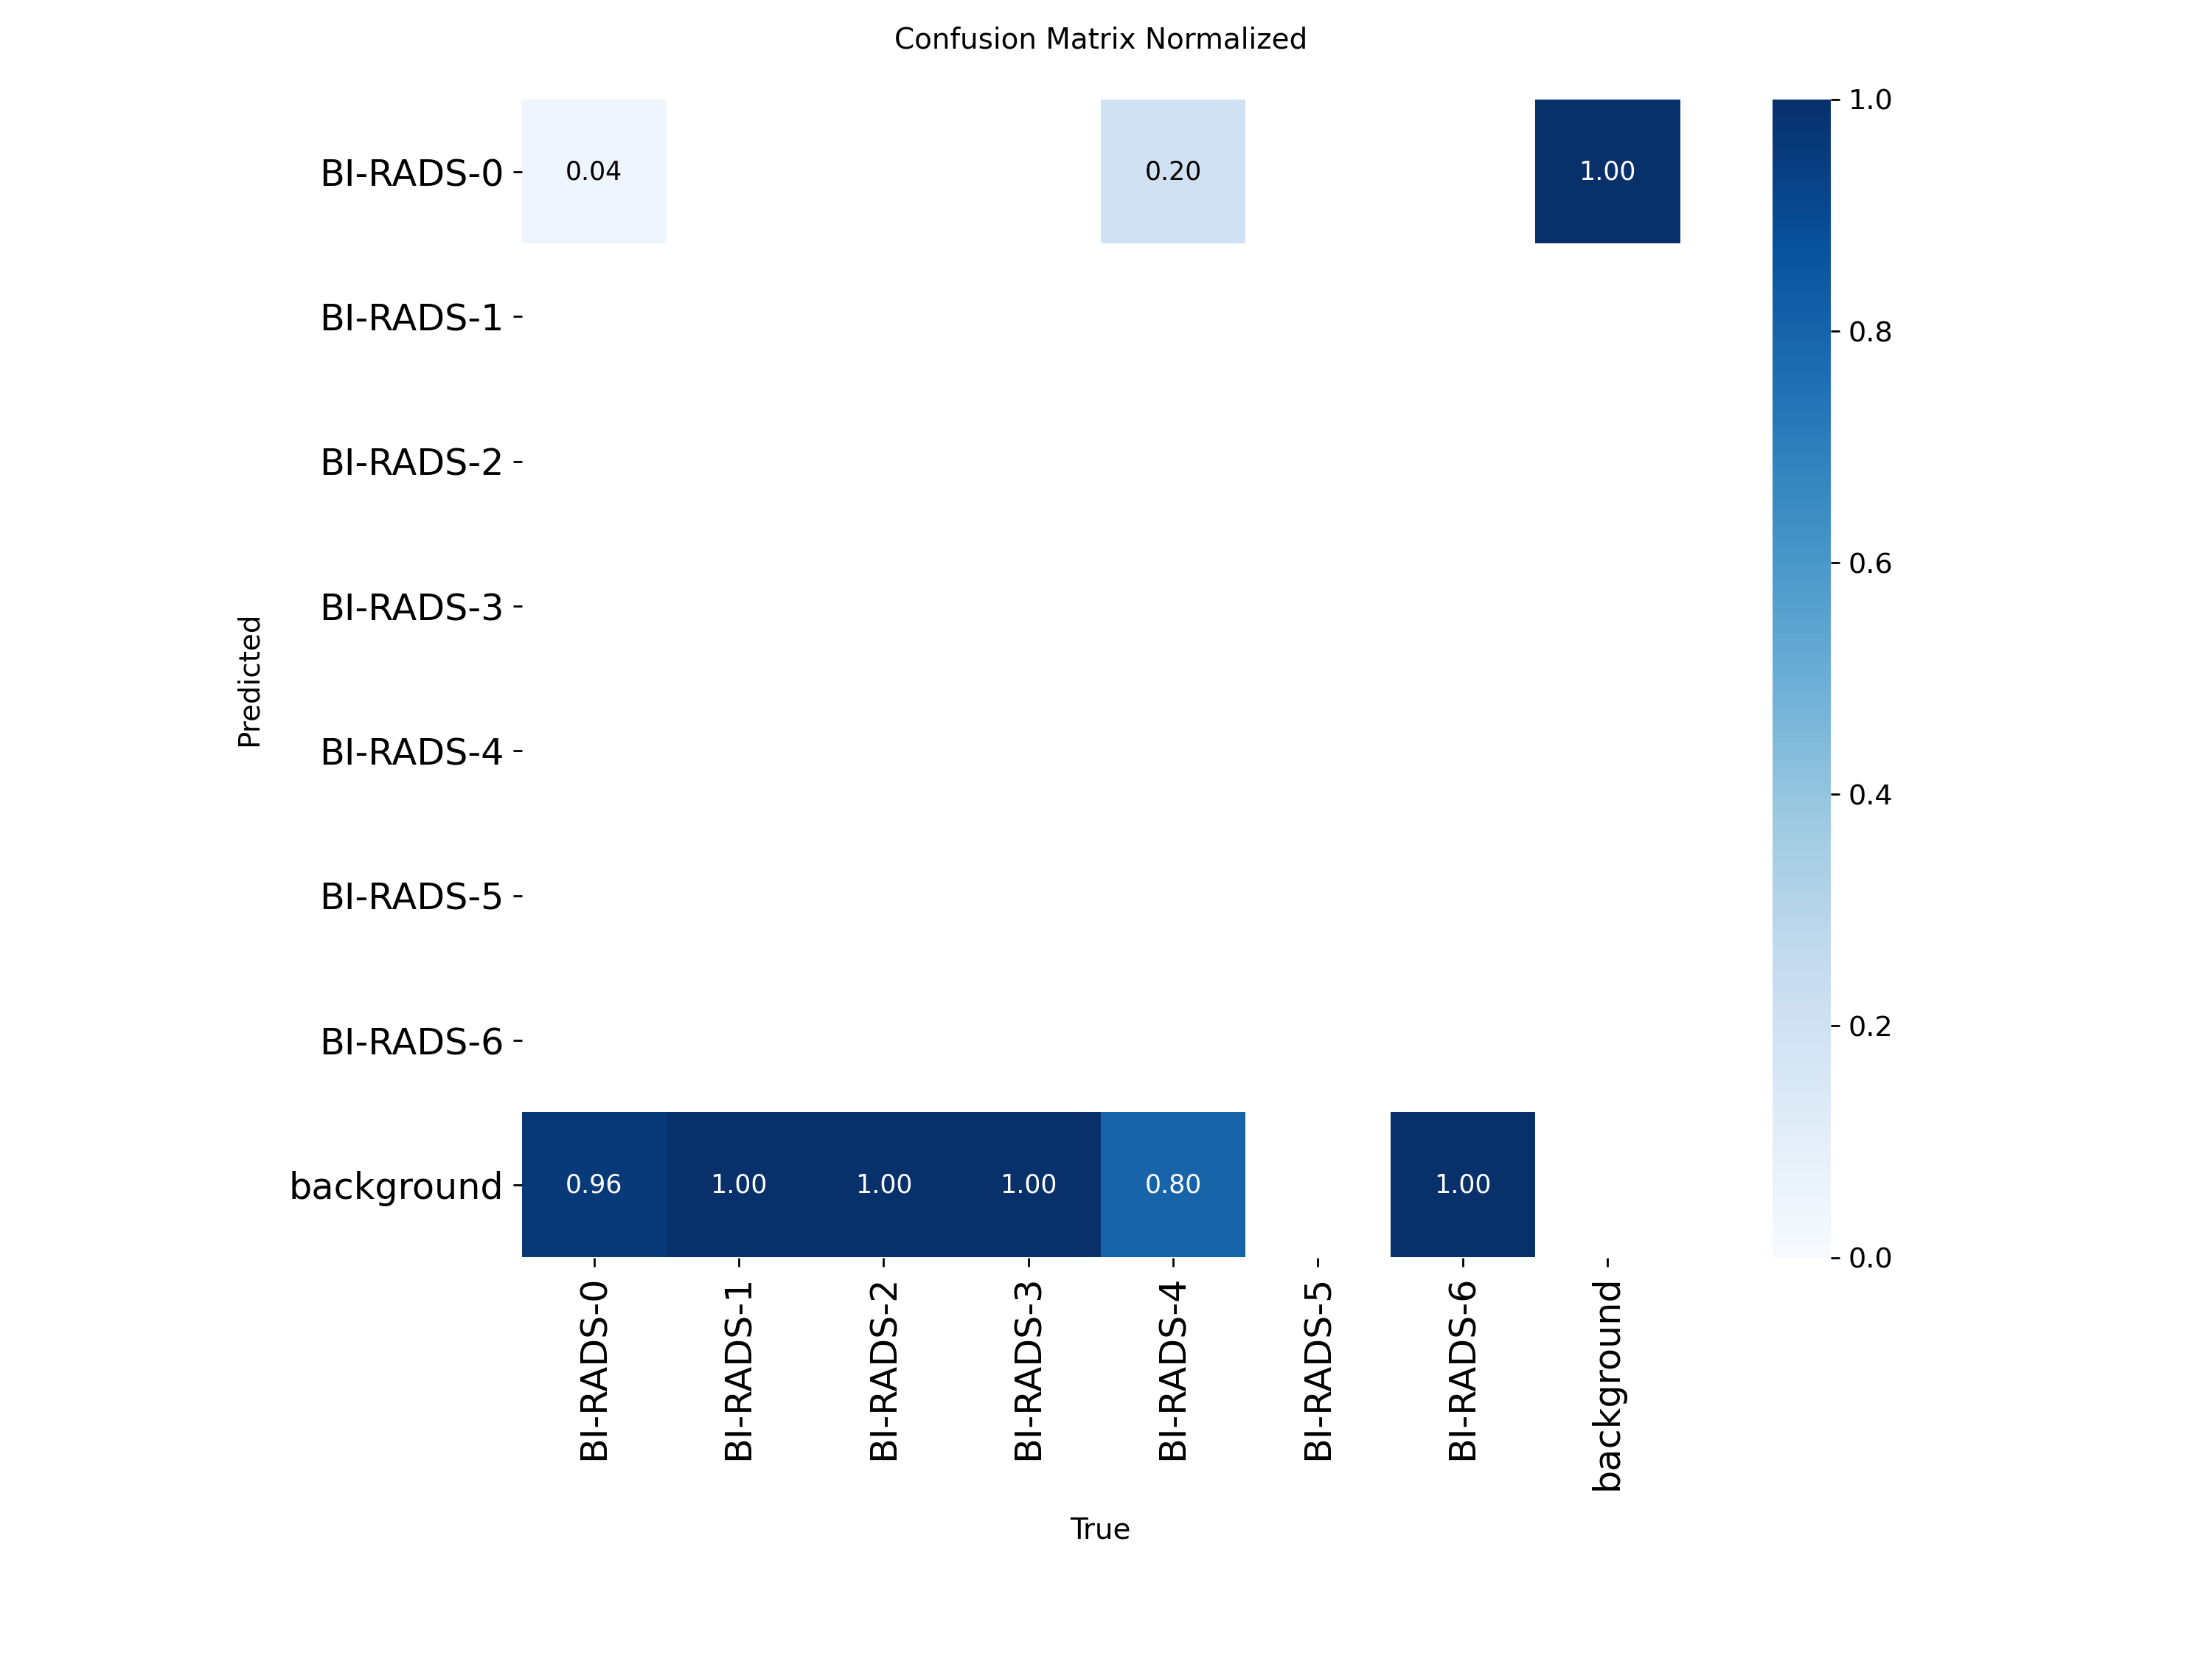 Confusion Matrix Normalized
BI-RADS-0
BI-RADS-1
BI-RADS-2
BI-RADS-3
BI-RADS-4
BI-RADS-5
BI-RADS-6
background
Predicted
0.04 0.20 1.00
0.96 1.00 1.00 1.00 0.80 1.00
BI-RADS-0
BI-RADS-1
BI-RADS-2
BI-RADS-3
BI-RADS-4
BI-RADS-5
BI-RADS-6
background
True
1.0
0.8
0.6
0.4
0.2
0.0